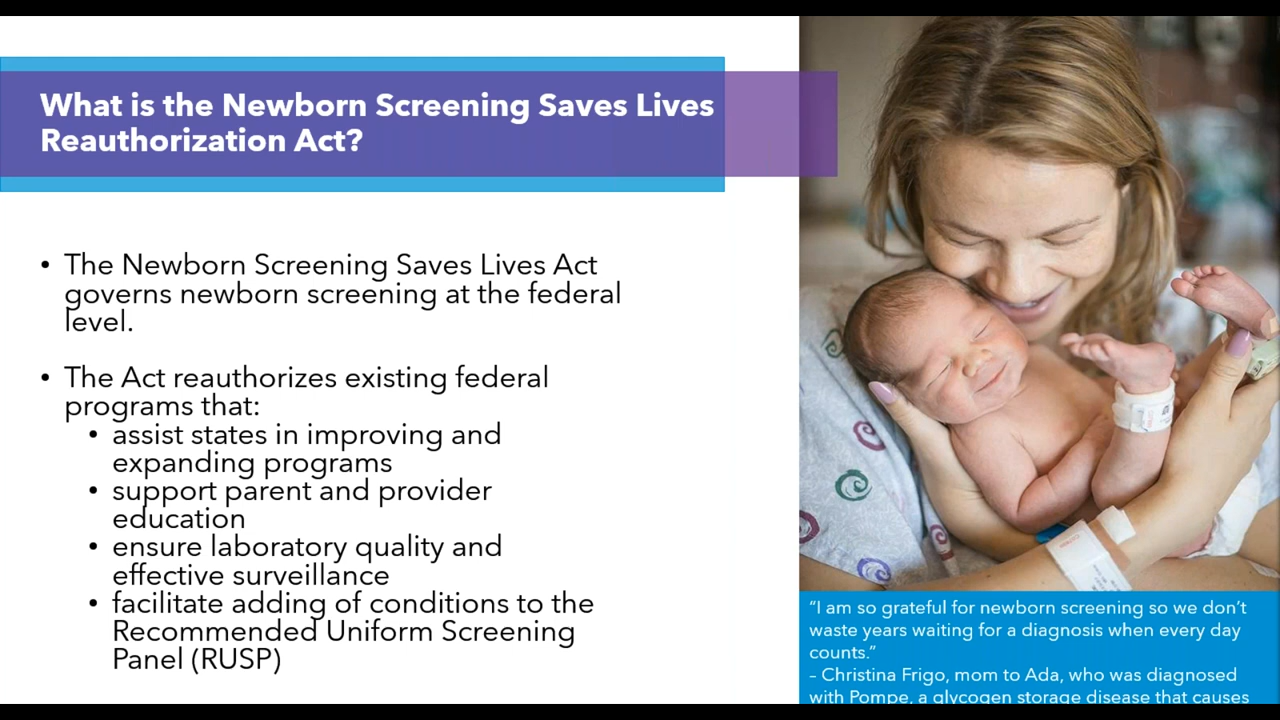 What is the Newborn Screening Saves Lives
Reauthorization Act?
• The Newborn Screening Saves Lives Act
governs newborn screening at the federal
level.
• The Act reauthorizes existing federal
programs that:
• assist states in improving and
expanding programs
• support parent and provider
education
• ensure laboratory quality and
effective surveillance
• facilitate adding of conditions to the
Recommended Uniform Screening
Panel (RUSP)
“I am so grateful for newborn screening so we don’t
waste years waiting for a diagnosis when every day
counts.”
– Christina Frigo, mom to Ada, who was diagnosed
with Pompe, a glycogen storage disease that causes